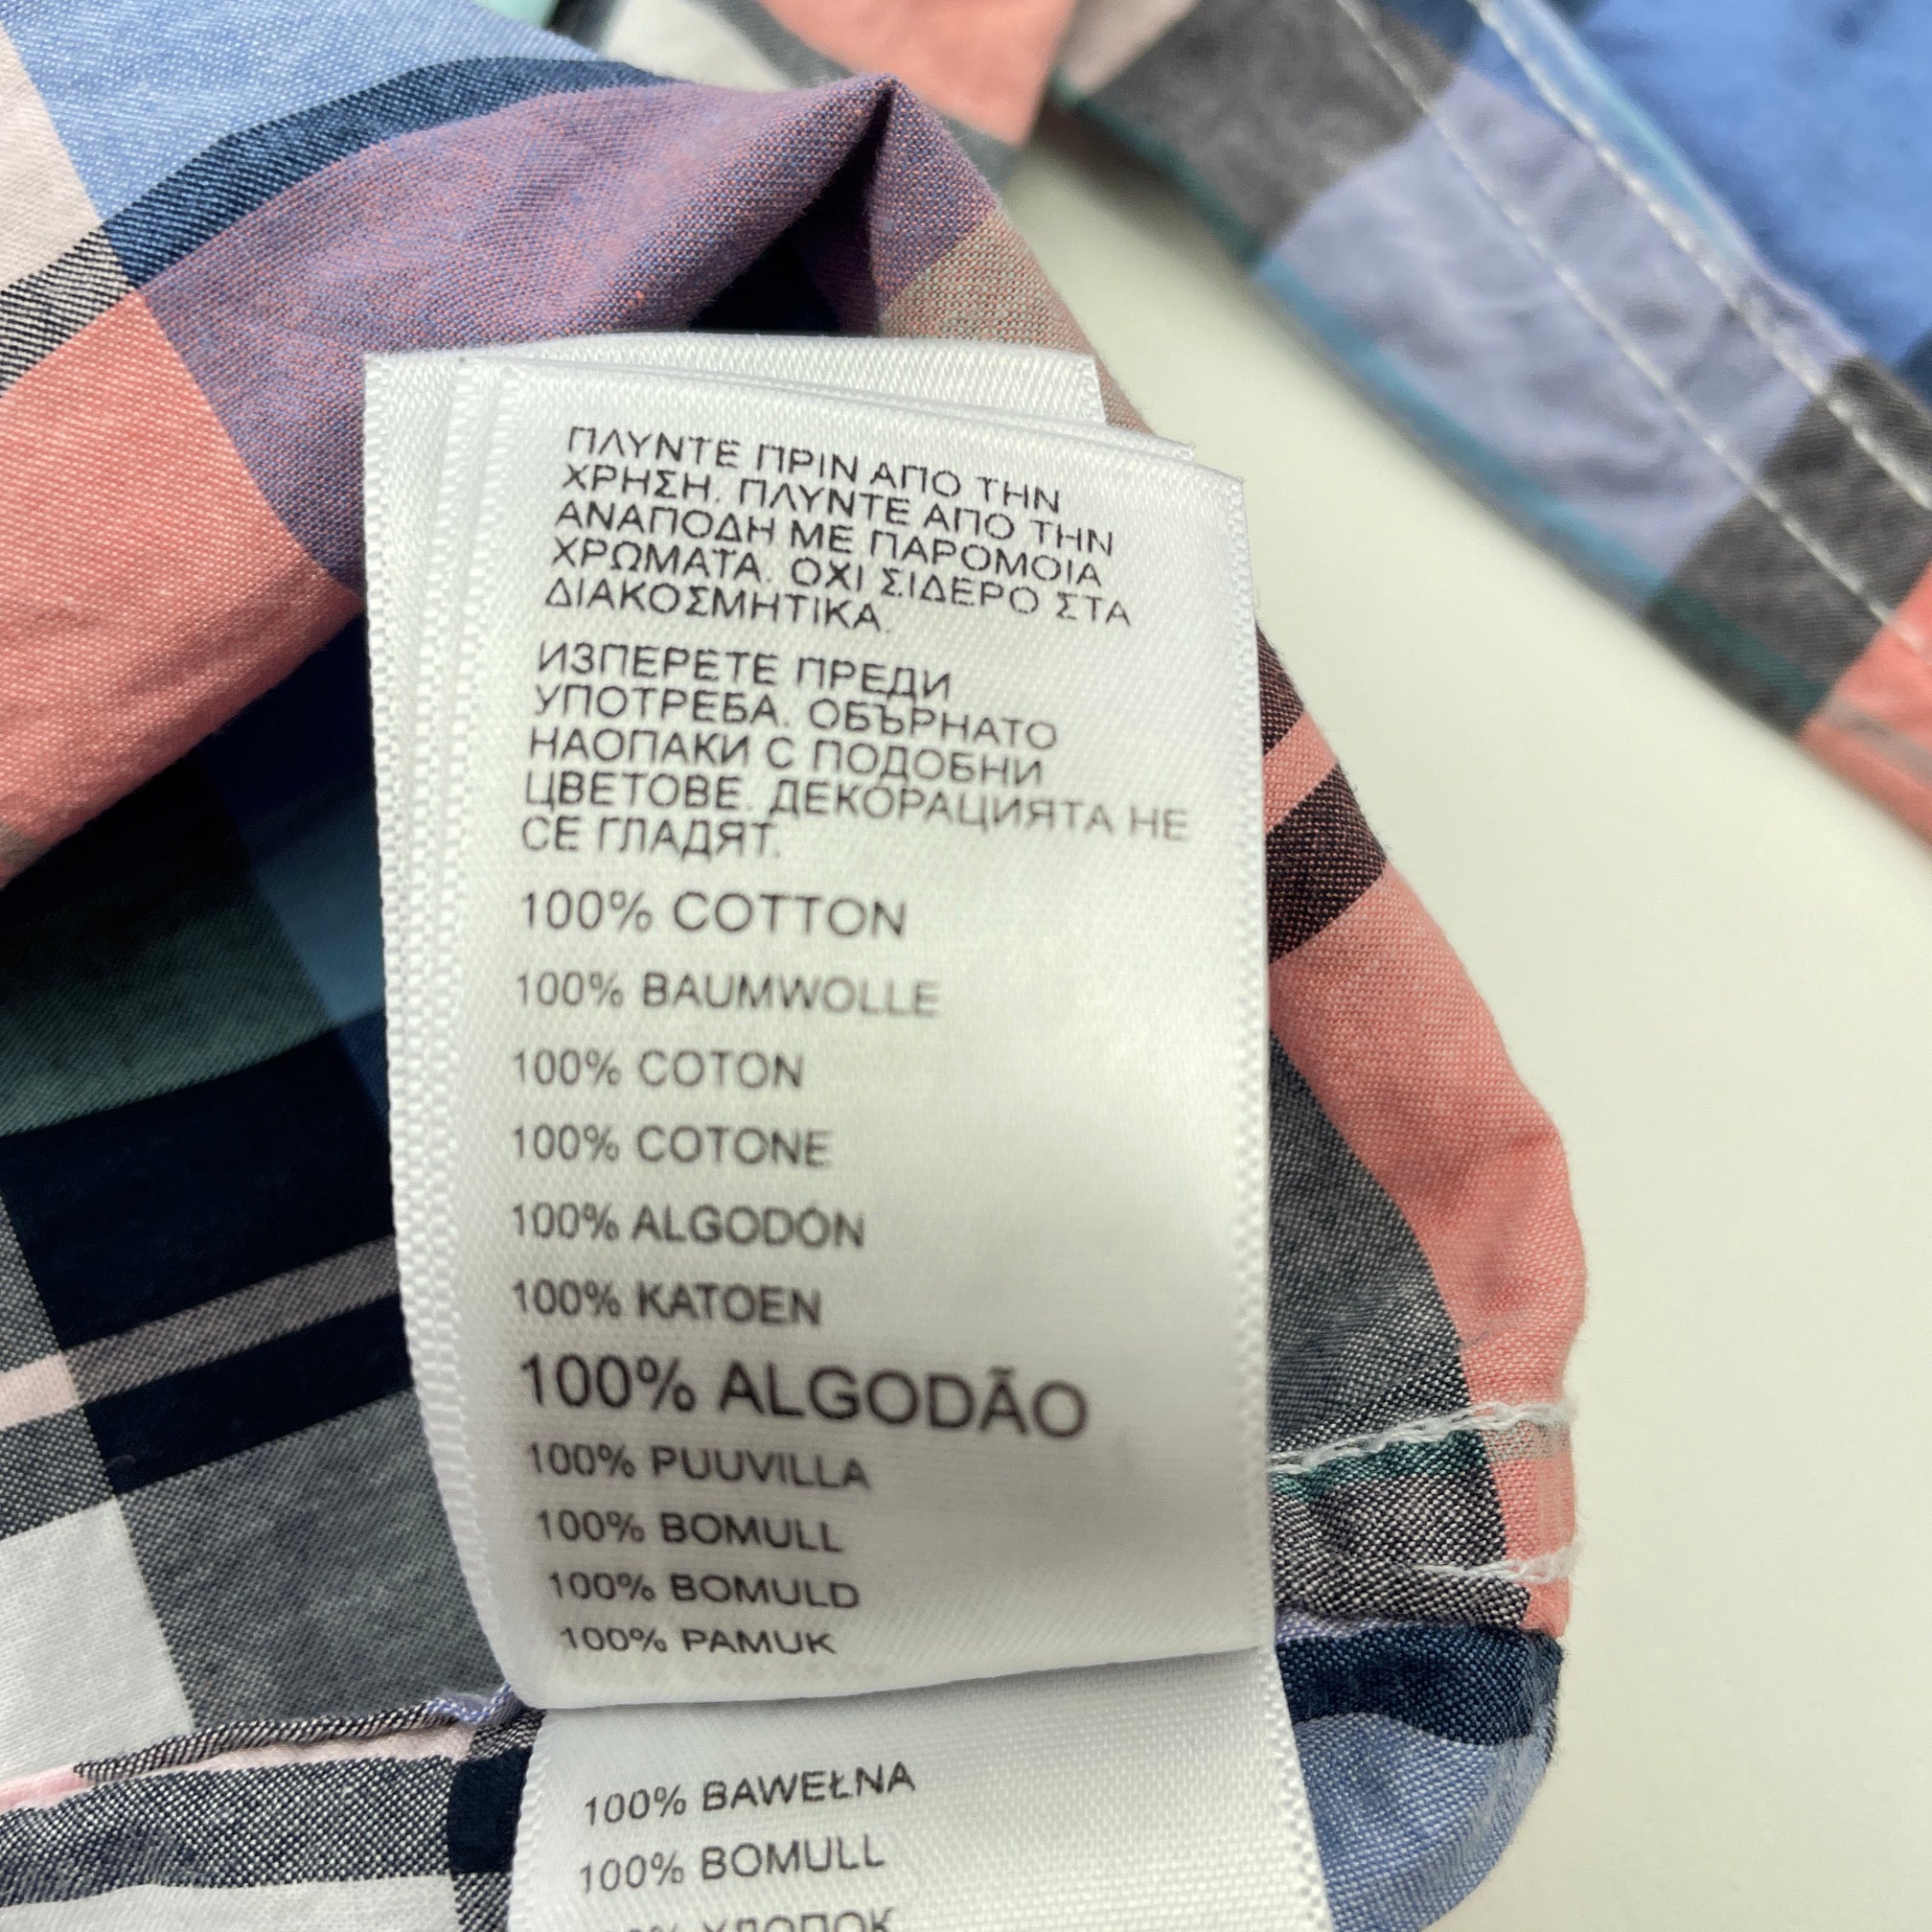 ΠΛΥΝΤΕ ΠΡΙΝ ΑΠΟ ΤΗΝ
ΧΡΗΣΗ. ΠΛΥΝΤΕ ΑΠΟ ΤΗΝ
ΑΝΑΠΟΔΗ ΜΕ ΠΑΡΟΜΟΙΑ
ΧΡΩΜΑΤΑ. ΟΧΙ ΣΙΔΕΡΟ ΣΤΑ
ΔΙΑΚΟΣΜΗΤΙΚΑ.
ИЗПЕРЕТЕ ПРЕДИ
УПОТРЕБА. ОБЪРНАТО
НАОПАКИ С ПОДОБНИ
ЦВЕТОВЕ. ДЕКОРАЦИЯТА НЕ
СЕ ГЛАДЯТ.
100% COTTON
100% BAUMWOLLE
100% COTON
100% COTONE
100% ALGODÓN
100% KATOEN
100% ALGODÃO
100% PUUVILLA
100% BOMULL
100% BOMULD
100% PAMUK
100% BAWEŁNA
100% BOMULL
100% ХЛОПОК